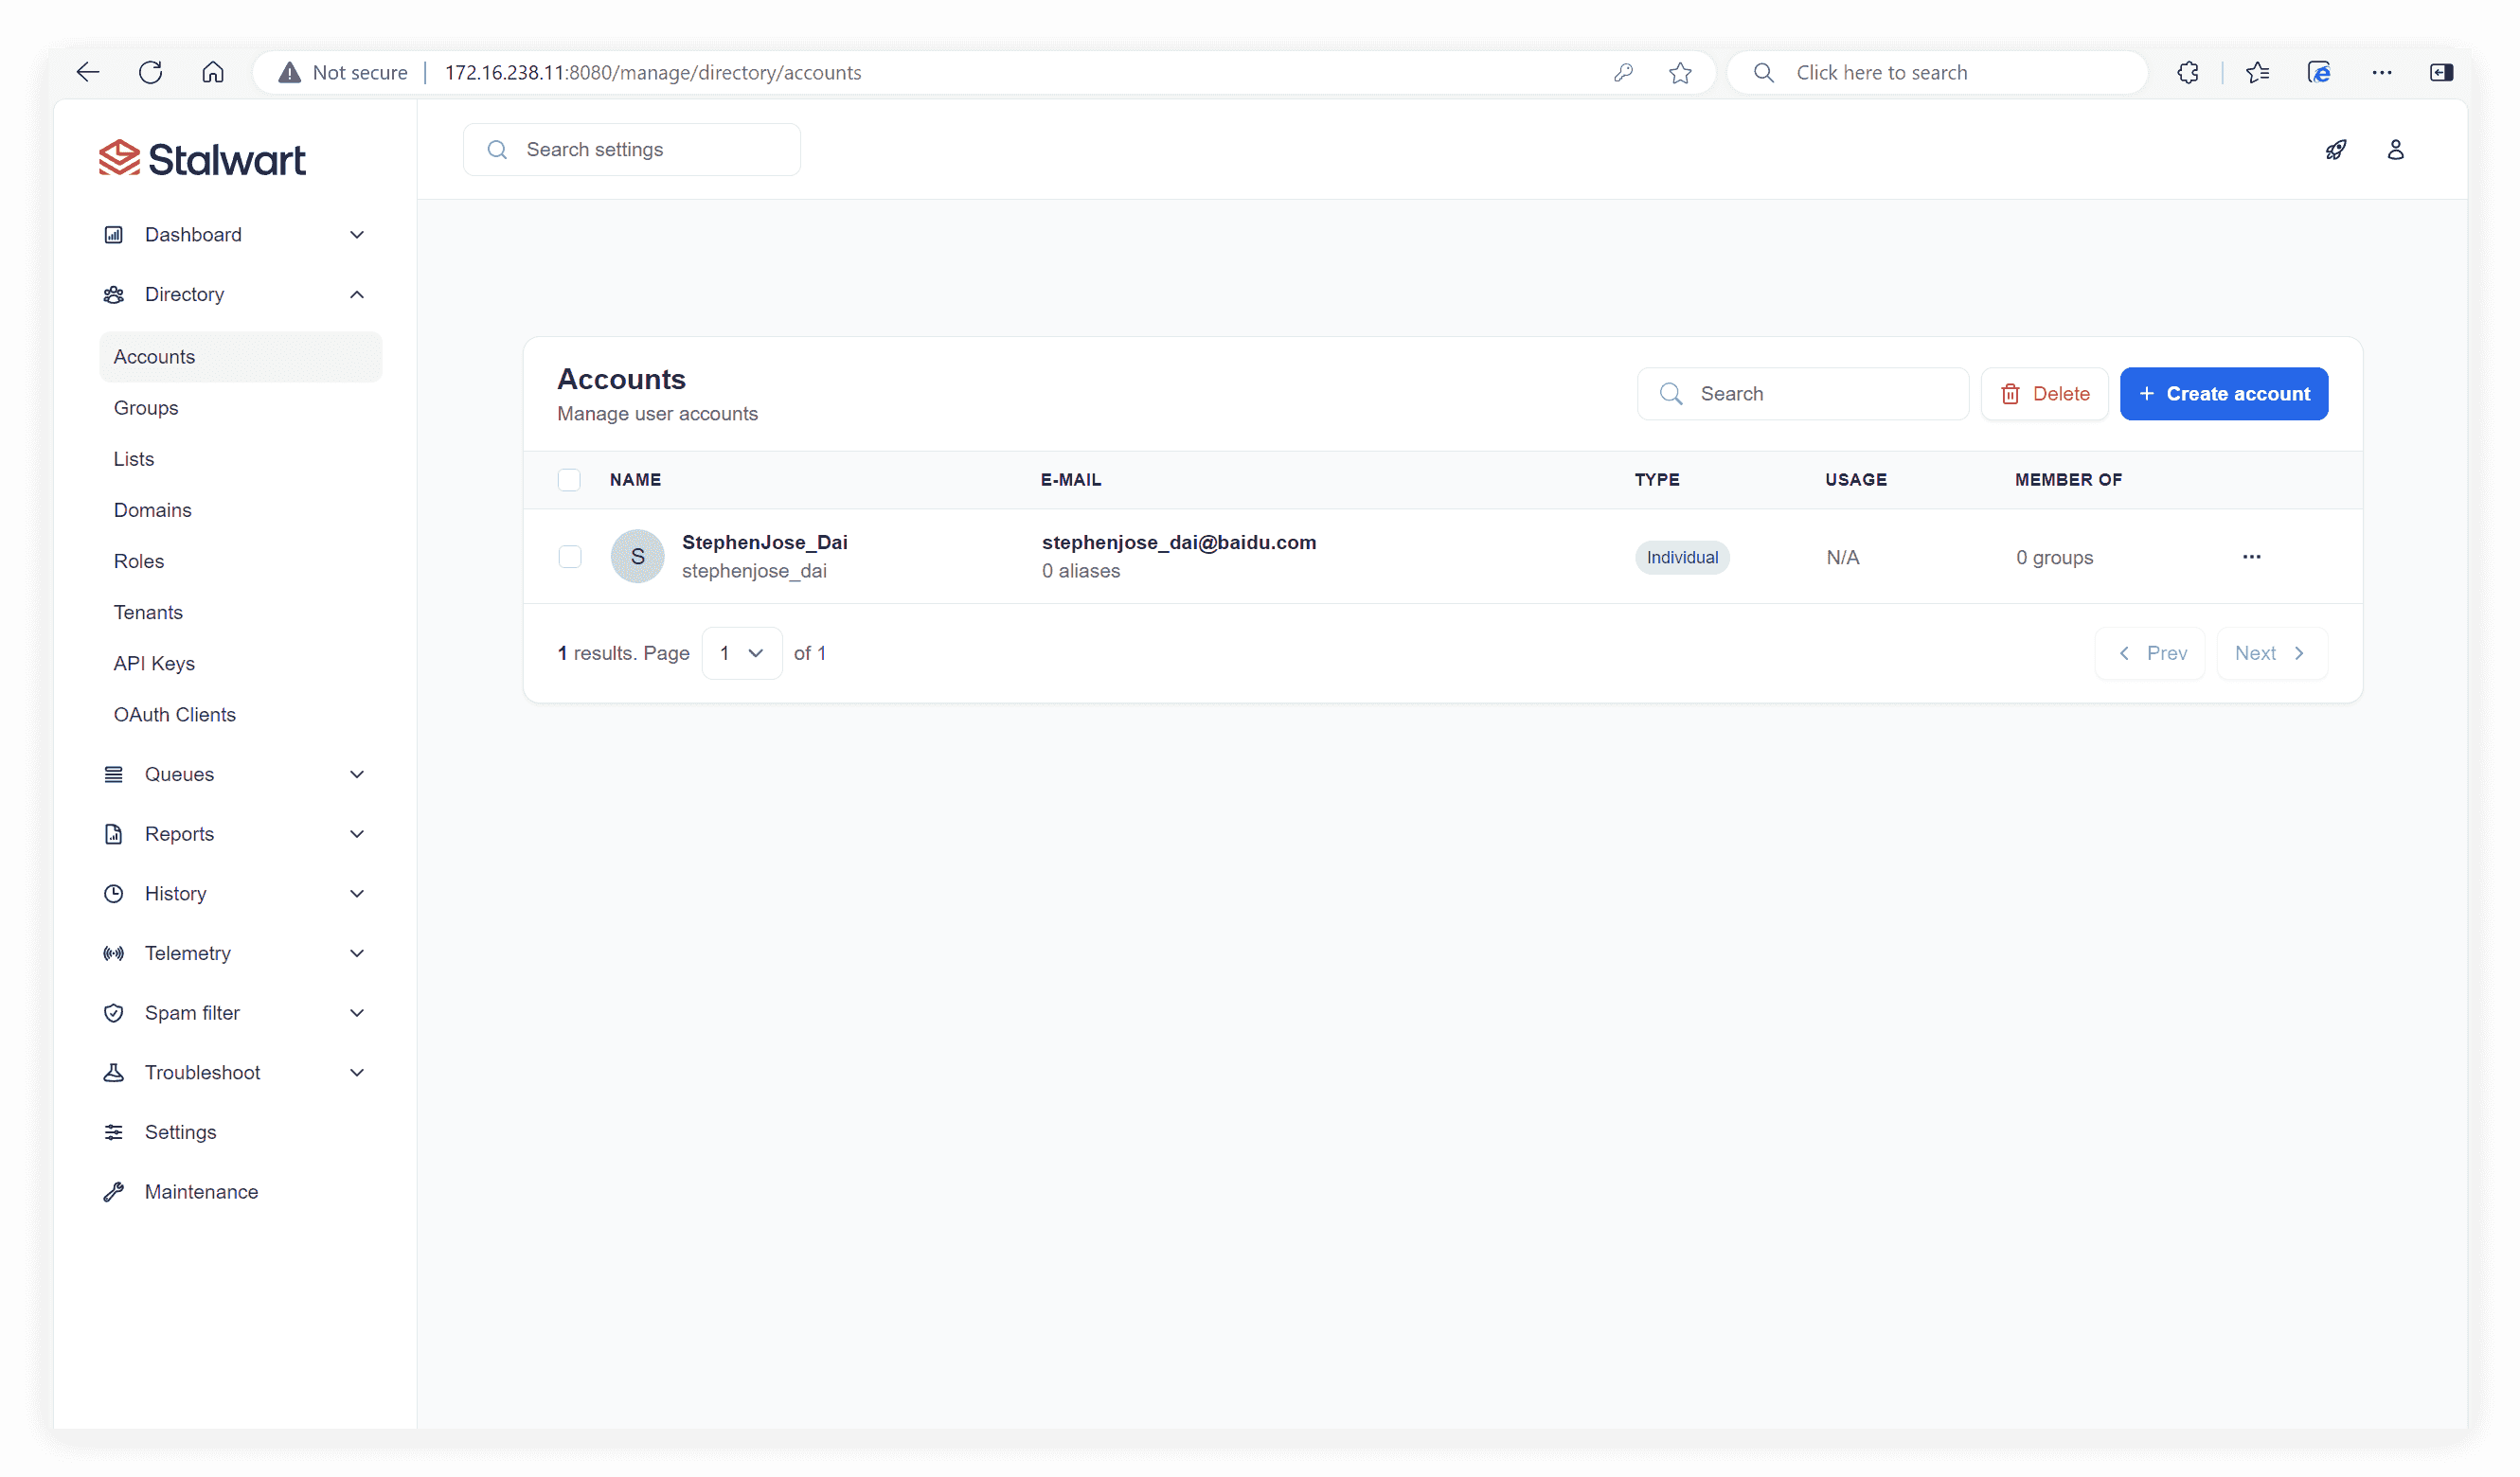 Not secure 172.16.238.11:8080/manage/directory/accounts Click here to search
Stalwart
Search settings
Dashboard
Directory
Accounts
Groups
Lists
Domains
Roles
Tenants
API Keys
OAuth Clients
Queues
Reports
History
Telemetry
Spam filter
Troubleshoot
Settings
Maintenance
Accounts
Manage user accounts
Search Delete + Create account
NAME E-MAIL TYPE USAGE MEMBER OF
S StephenJose_Dai stephenjose_dai@baidu.com Individual N/A 0 groups
stephenjose_dai 0 aliases
1 results. Page 1 of 1 Prev Next